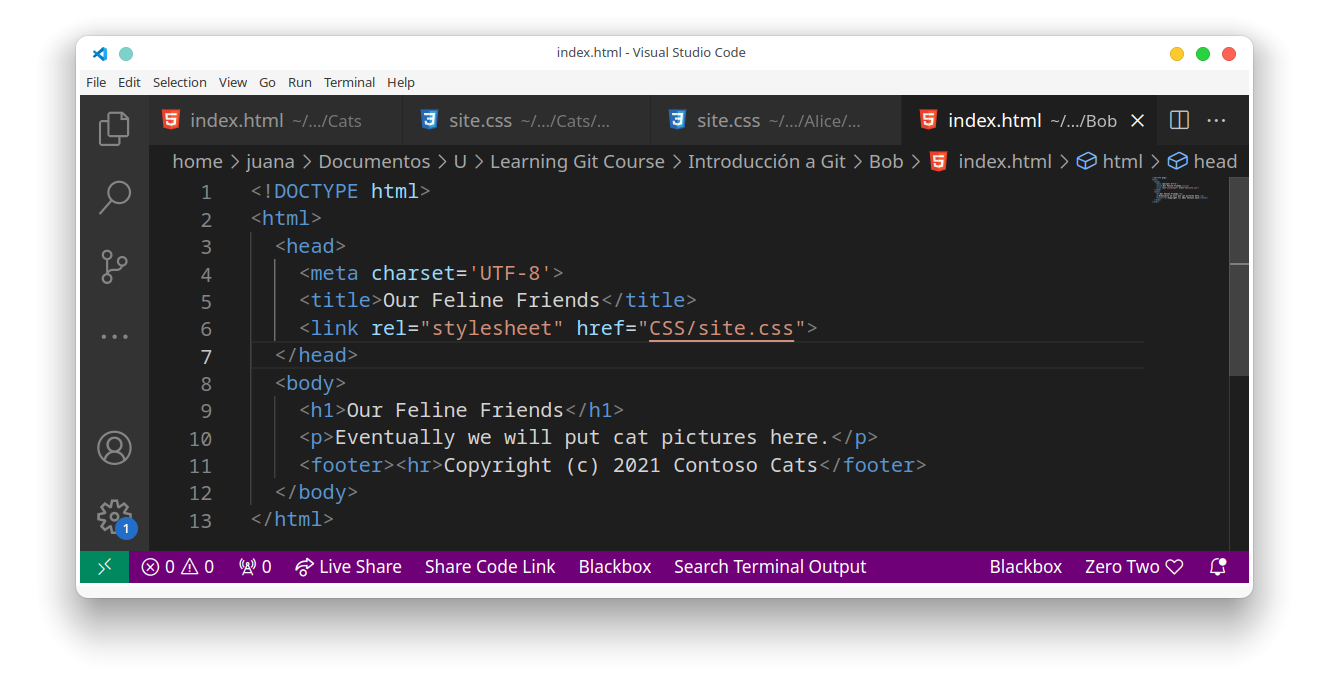 index.html - Visual Studio Code
File Edit Selection View Go Run Terminal Help
index.html ~/.../Cats site.css ~/.../Cats/... site.css ~/.../Alice/... index.html ~/.../Bob
home > juana > Documentos > U > Learning Git Course > Introducción a Git > Bob > index.html > html > head
1 <!DOCTYPE html>
2 <html>
3 <head>
4 <meta charset='UTF-8'>
5 <title>Our Feline Friends</title>
6 <link rel="stylesheet" href="CSS/site.css">
7 </head>
8 <body>
9 <h1>Our Feline Friends</h1>
10 <p>Eventually we will put cat pictures here.</p>
11 <footer><hr>Copyright (c) 2021 Contoso Cats</footer>
12 </body>
13 </html>
1
0 0 0 Live Share Share Code Link Blackbox Search Terminal Output Blackbox Zero Two ♡